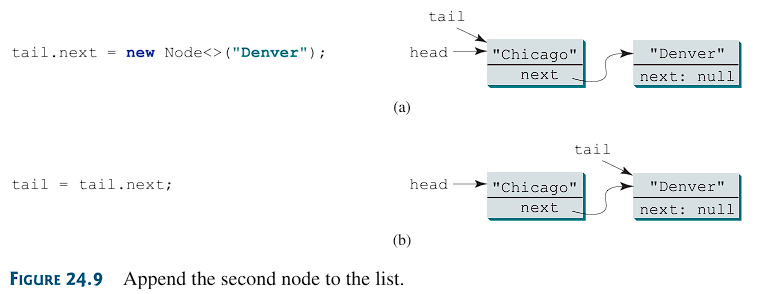 tail
tail.next = new Node<>("Denver");
head
"Chicago"
next
"Denver"
next: null
(a)
tail
tail = tail.next;
head
"Chicago"
next
"Denver"
next: null
(b)
FIGURE 24.9 Append the second node to the list.